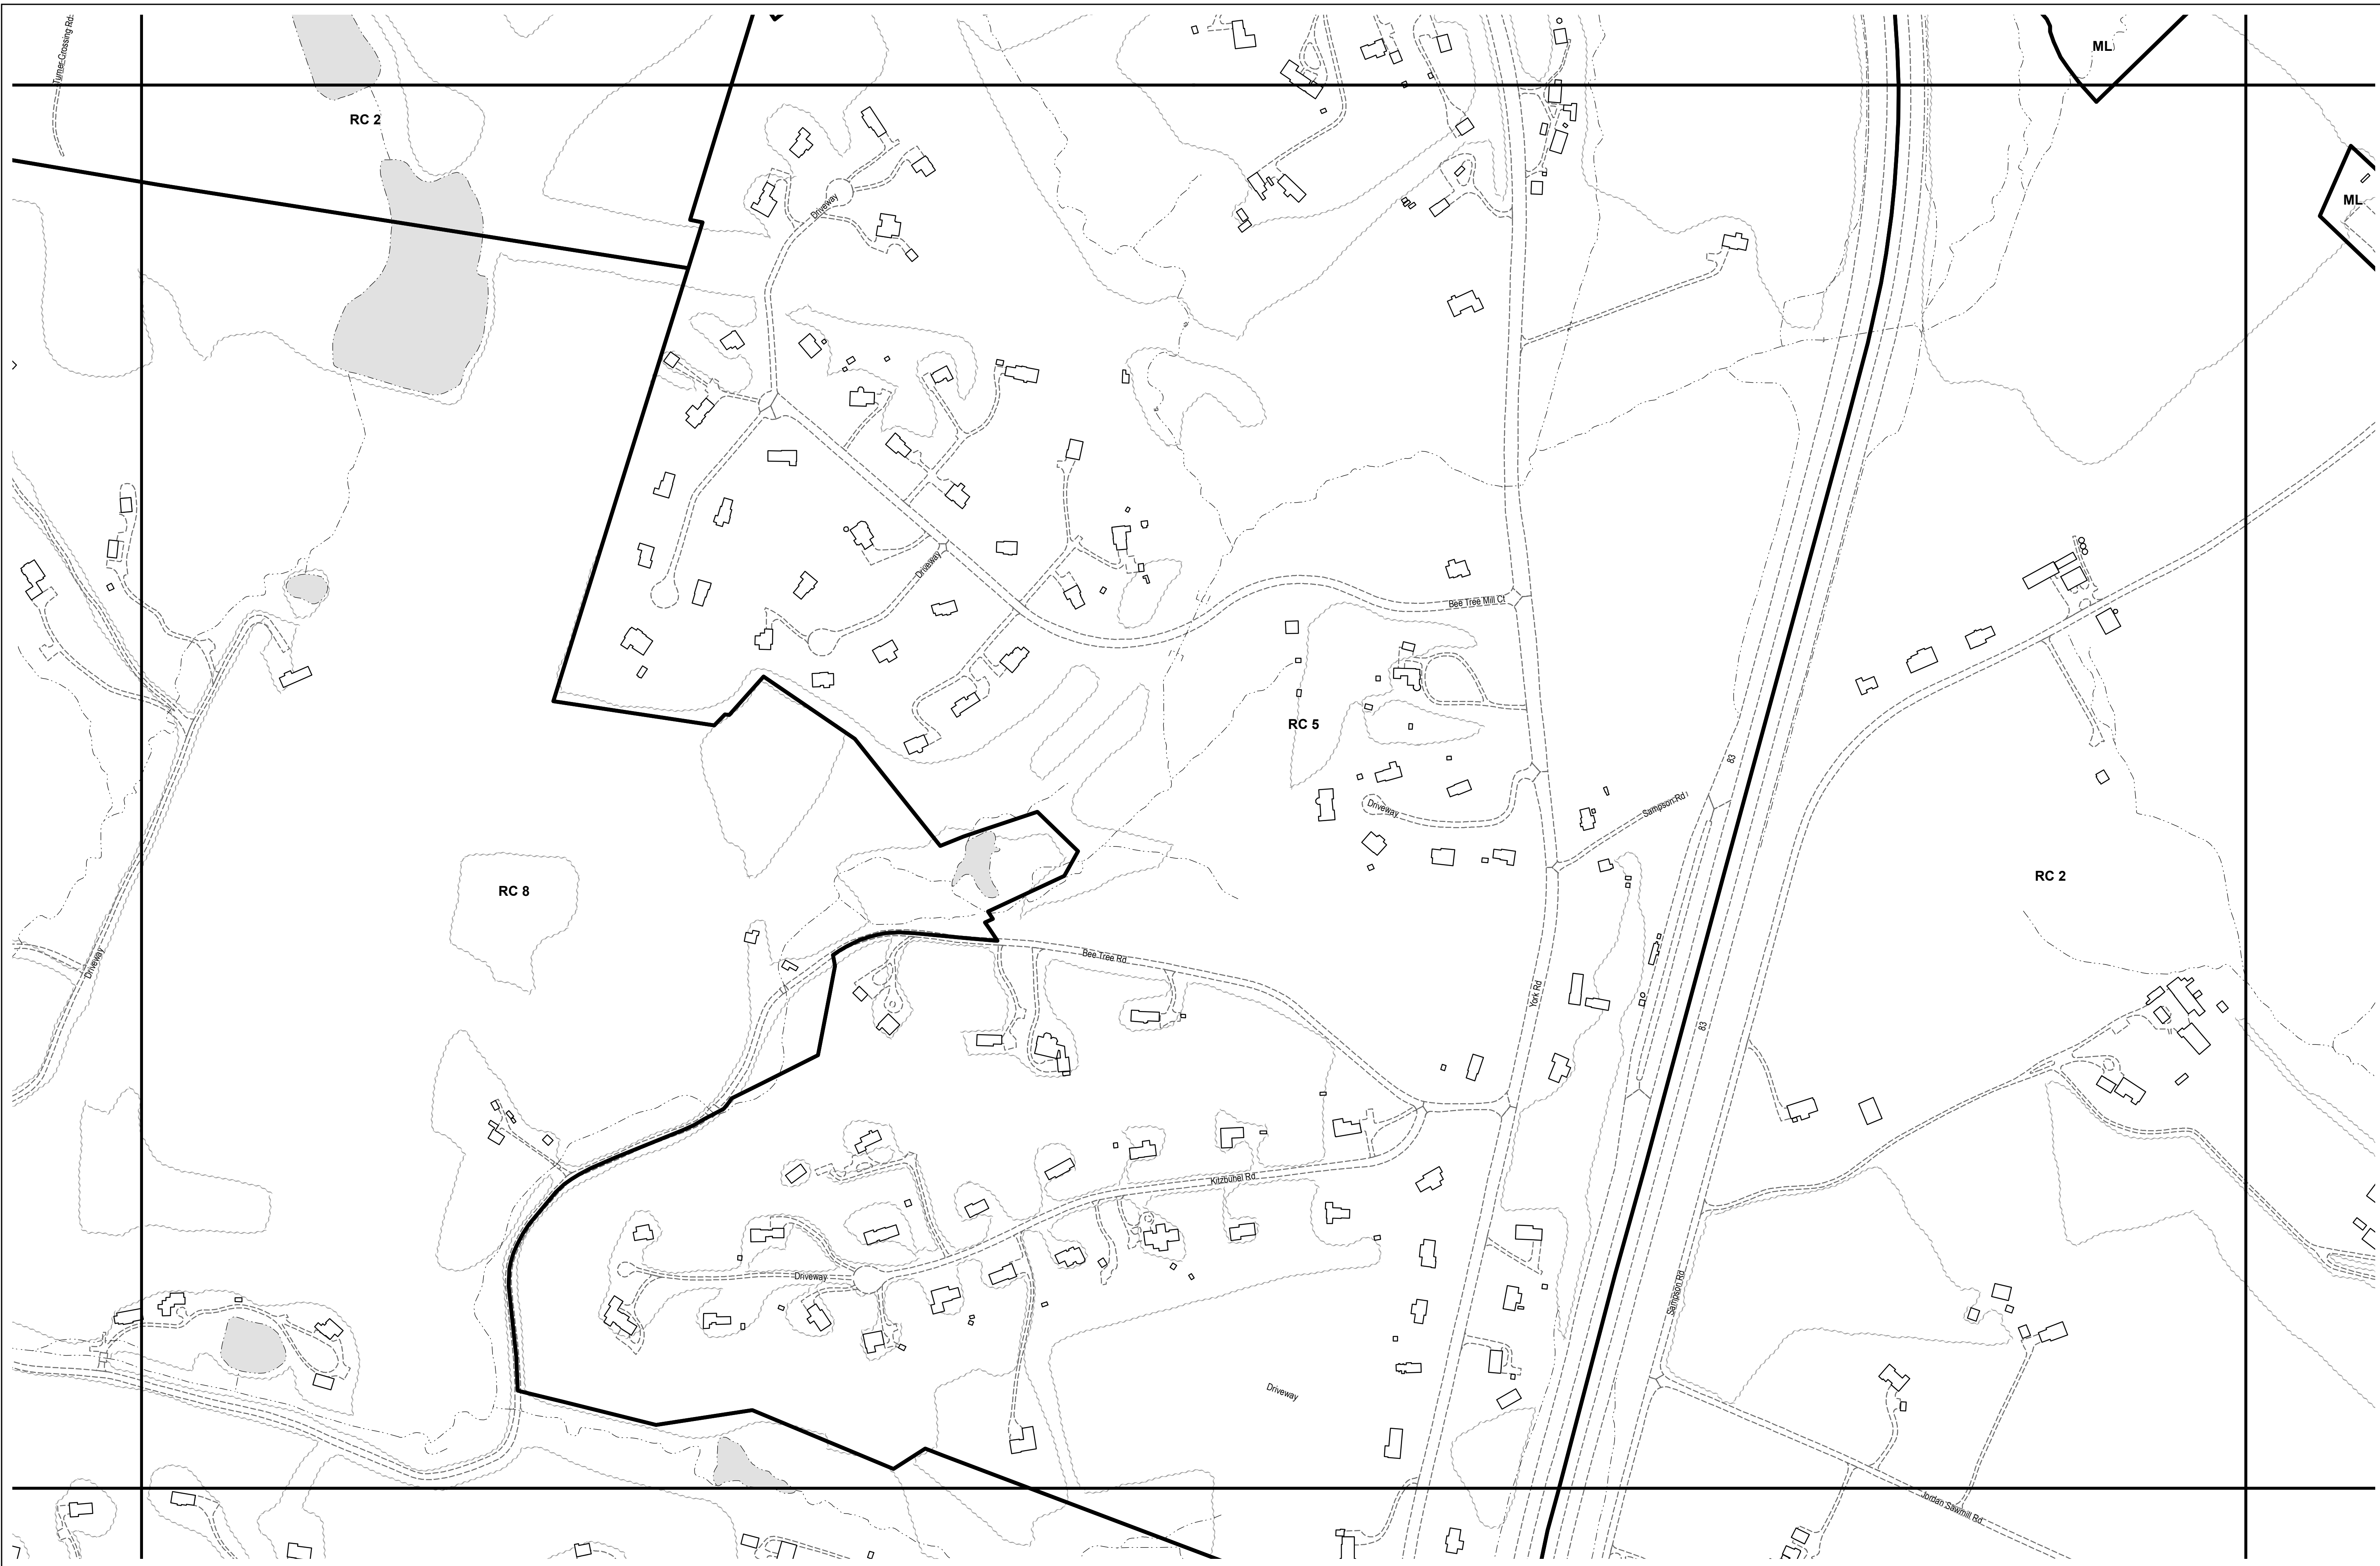 Turner Crossing Rd
ML
RC 2
ML
Driveway
Driveway
Bee Tree Mill Ct
RC 5
83
Driveway
Sampson Rd
RC 8
RC 2
Driveway
Bee Tree Rd
York Rd
83
Kitzbuhel Rd
Driveway
Sampson Rd
Driveway
Jordan Sawmill Rd